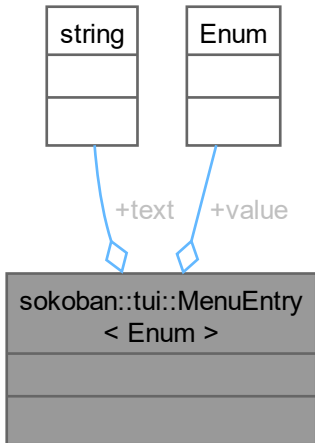 string
Enum
+text
+value
sokoban::tui::MenuEntry
< Enum >